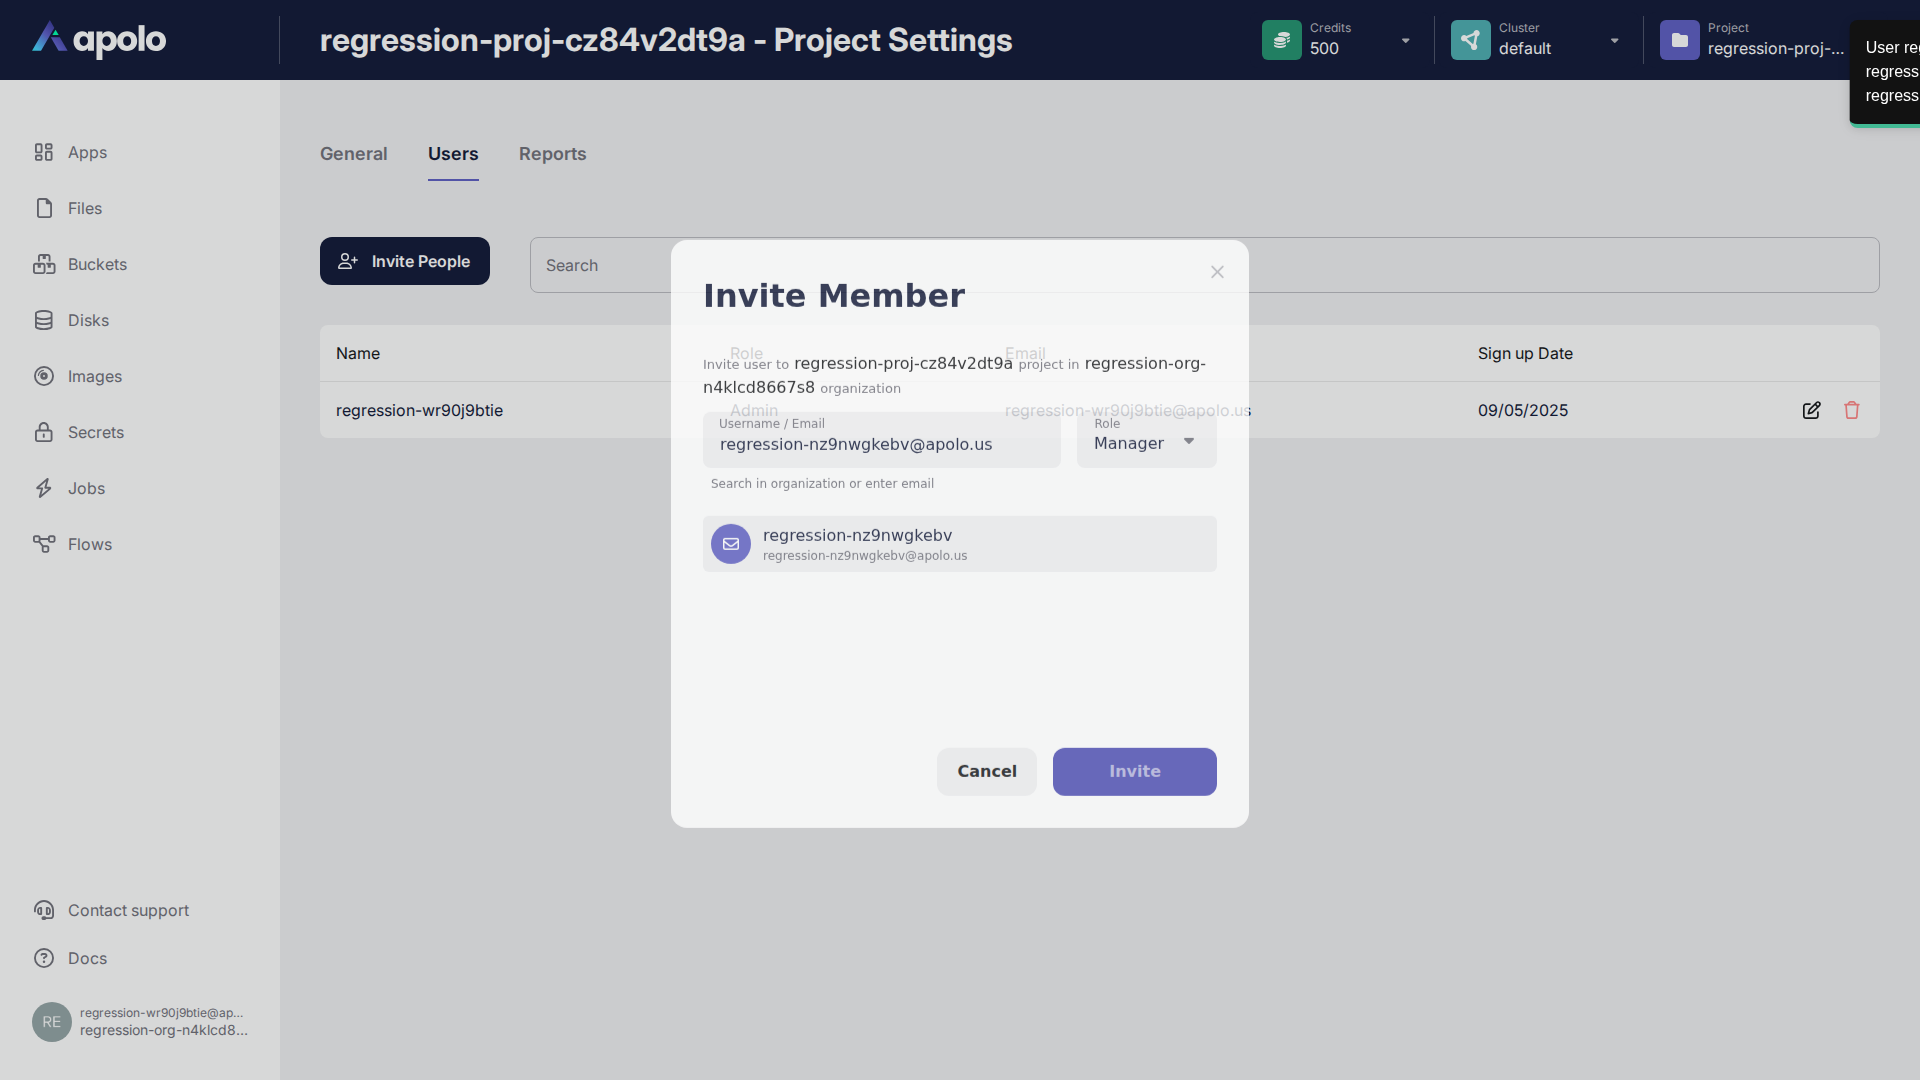 apolo
regression-proj-cz84v2dt9a - Project Settings
Credits
500
Cluster
default
Project
regression-proj-...
User reg
regress
regress
Apps
Files
Buckets
Disks
Images
Secrets
Jobs
Flows
General
Users
Reports
Invite People
Search
Name
Role
Email
Sign up Date
regression-wr90j9btie
Admin
regression-wr90j9btie@apolo.us
09/05/2025
Invite Member
Invite user to regression-proj-cz84v2dt9a project in regression-org-
n4klcd8667s8 organization
Username / Email
regression-nz9nwgkebv@apolo.us
Role
Manager
Search in organization or enter email
regression-nz9nwgkebv
regression-nz9nwgkebv@apolo.us
Cancel
Invite
Contact support
Docs
RE
regression-wr90j9btie@ap...
regression-org-n4klcd8...